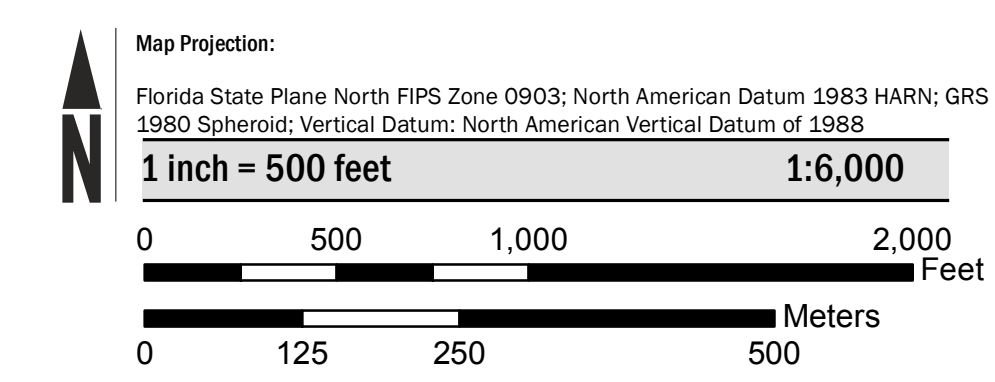 Map Projection:
N
Florida State Plane North FIPS Zone 0903; North American Datum 1983 HARN; GRS
1980 Spheroid; Vertical Datum: North American Vertical Datum of 1988
1 inch = 500 feet 1:6,000
0 500 1,000 2,000
Feet
Meters
0 125 250 500